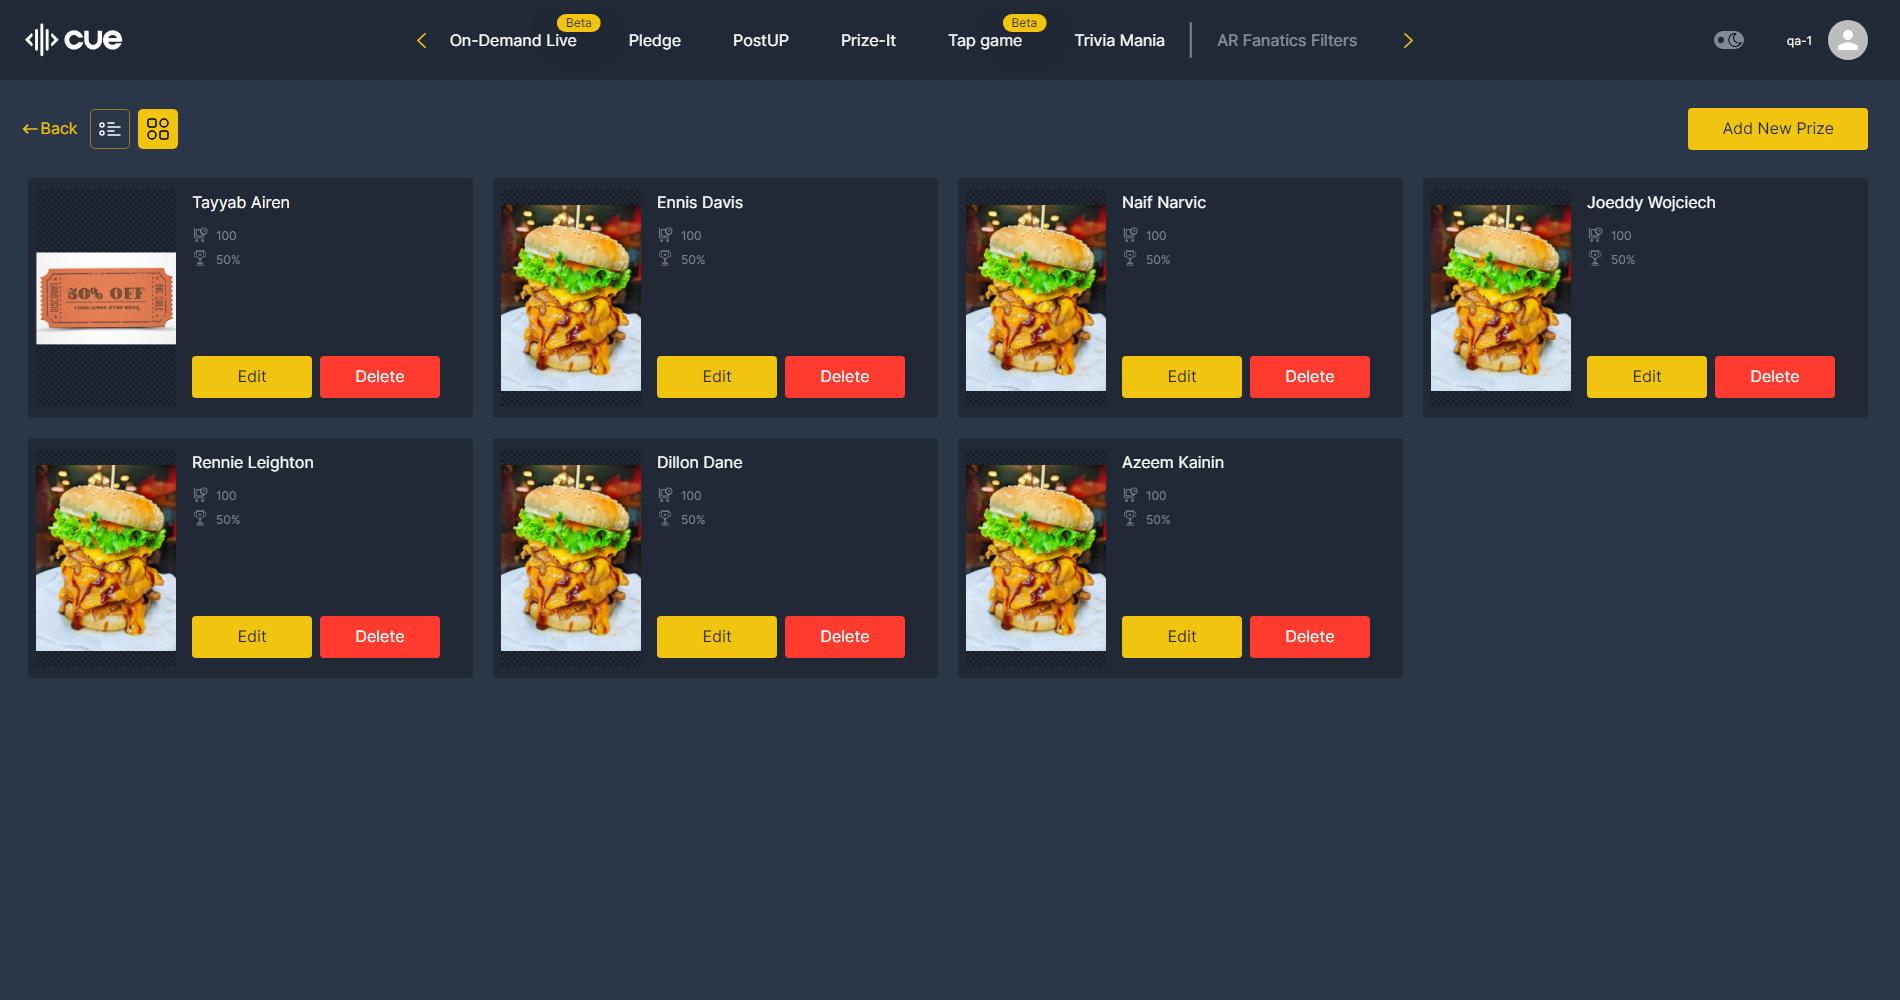 cue
On-Demand Live
Beta
Pledge
PostUP
Prize-It
Tap game
Beta
Trivia Mania
AR Fanatics Filters
qa-1
Back
Add New Prize
Tayyab Airen
100
50%
50% OFF
DISCOUNT
Edit
Delete
Ennis Davis
100
50%
Edit
Delete
Naif Narvic
100
50%
Edit
Delete
Joeddy Wojciech
100
50%
Edit
Delete
Rennie Leighton
100
50%
Edit
Delete
Dillon Dane
100
50%
Edit
Delete
Azeem Kainin
100
50%
Edit
Delete